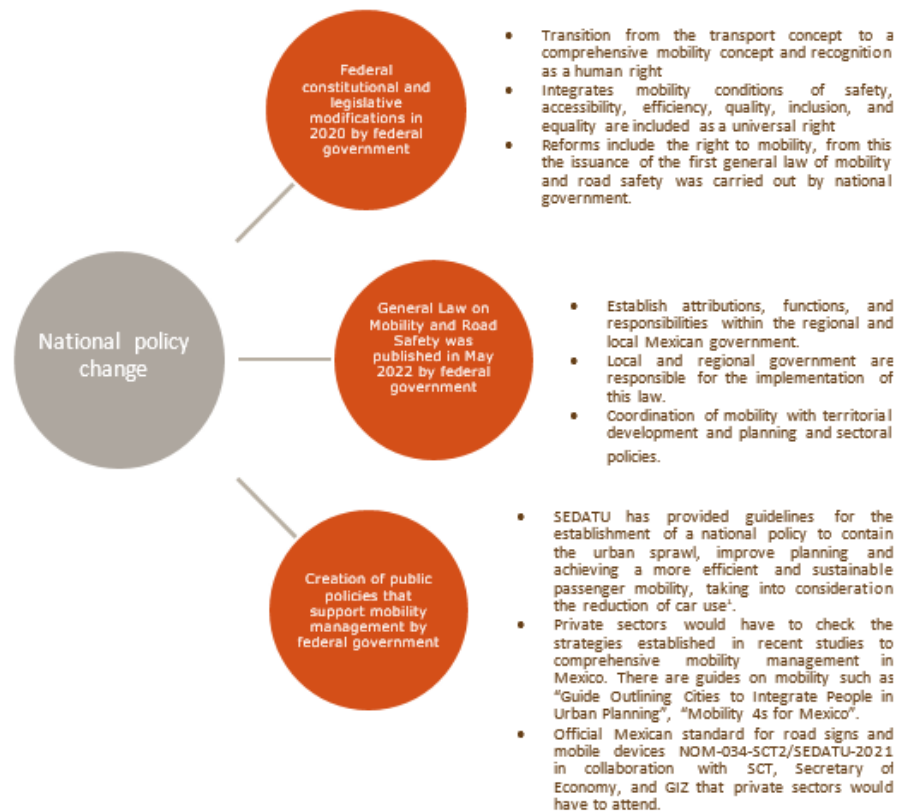 Federal
constitutional and
legislative
modifications in
2020 by federal
government
• Transition from the transport concept to a
comprehensive mobility concept and recognition
as a human right
• Integrates mobility conditions of safety,
accessibility, efficiency, quality, inclusion, and
equality are included as a universal right
• Reforms include the right to mobility, from this
the issuance of the first general law of mobility
and road safety was carried out by national
government.
National policy
change
General Law on
Mobility and Road
Safety was
published in May
2022 by federal
government
• Establish attributions, functions, and
responsibilities within the regional and
local Mexican government.
• Local and regional government are
responsible for the implementation of
this law.
• Coordination of mobility with territorial
development and planning and sectoral
policies.
Creation of public
policies that
support mobility
management by
federal government
• SEDATU has provided guidelines for the
establishment of a national policy to contain
the urban sprawl, improve planning and
achieving a more efficient and sustainable
passenger mobility, taking into consideration
the reduction of car use¹.
• Private sectors would have to check the
strategies established in recent studies to
comprehensive mobility management in
Mexico. There are guides on mobility such as
"Guide Outlining Cities to Integrate People in
Urban Planning", "Mobility 4s for Mexico".
• Official Mexican standard for road signs and
mobile devices NOM-034-SCT2/SEDATU-2021
in collaboration with SCT, Secretary of
Economy, and GIZ that private sectors would
have to attend.